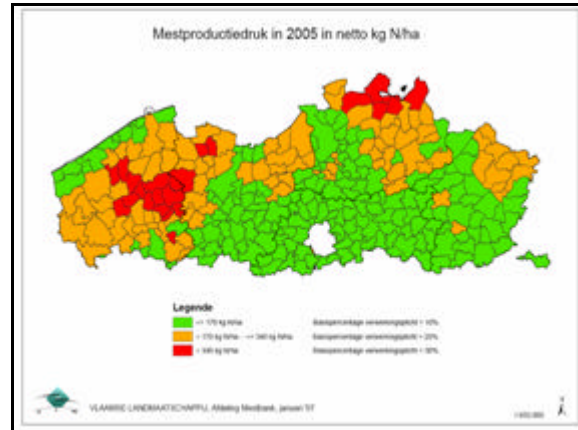 Mestproductiedruk in 2005 in netto kg N/ha
Legende
<= 170 kg N/ha Basispercentage verwerkingsplicht = 10%
> 170 kg N/ha - <= 340 kg N/ha Basispercentage verwerkingsplicht = 20%
> 340 kg N/ha Basispercentage verwerkingsplicht = 30%
VLAAMSE LANDMAATSCHAPPIJ, Afdeling Mestbank, januari '07